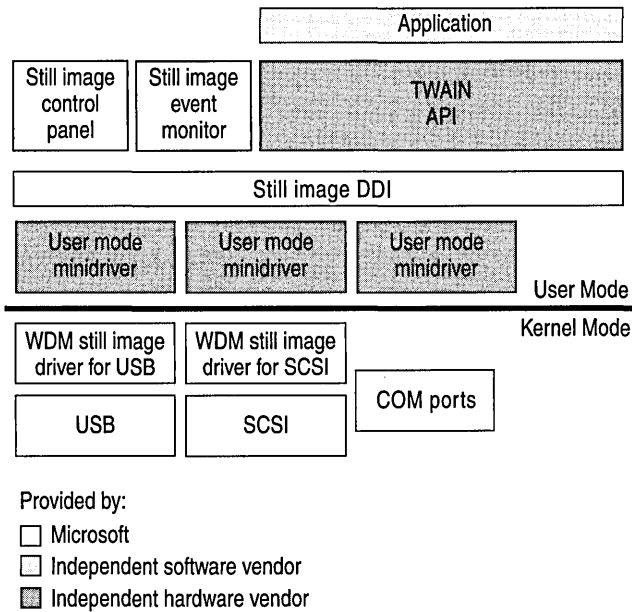 Application
Still image
control
panel
Still image
event
monitor
TWAIN
API
Still image DDI
User mode
minidriver
User mode
minidriver
User mode
minidriver
User Mode
Kernel Mode
WDM still image
driver for USB
WDM still image
driver for SCSI
COM ports
USB
SCSI
Provided by:
Microsoft
Independent software vendor
Independent hardware vendor